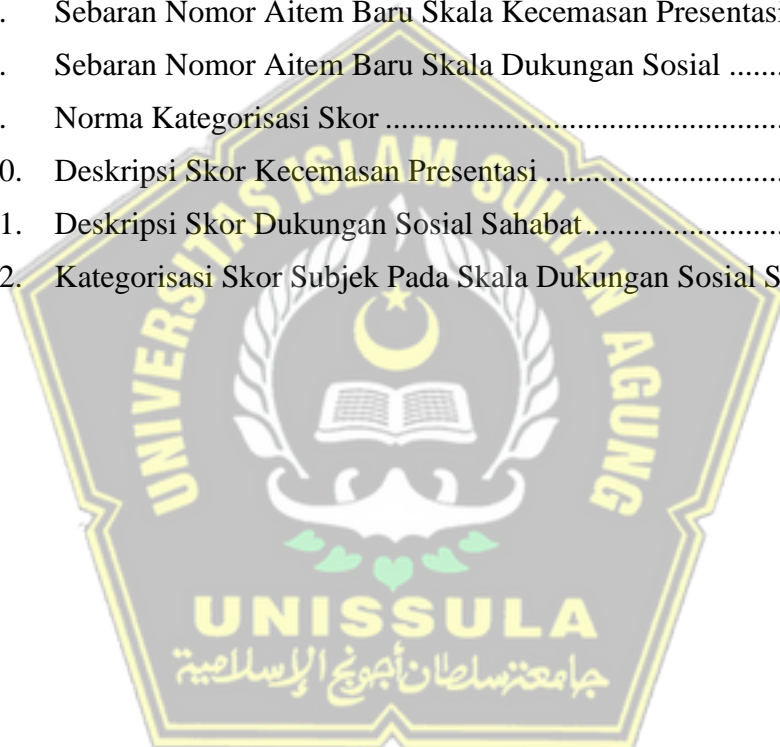 . Sebaran Nomor Aitem Baru Skala Kecemasan Presentasi
. Sebaran Nomor Aitem Baru Skala Dukungan Sosial .......
. Norma Kategorisasi Skor ..................................................
0. Deskripsi Skor Kecemasan Presentasi ..............................
1. Deskripsi Skor Dukungan Sosial Sahabat.........................
2. Kategorisasi Skor Subjek Pada Skala Dukungan Sosial S
UNIVERSITAS ISLAM SULTAN AGUNG
UNISSULA
جامعتنسلطان أجونج الإسلامية